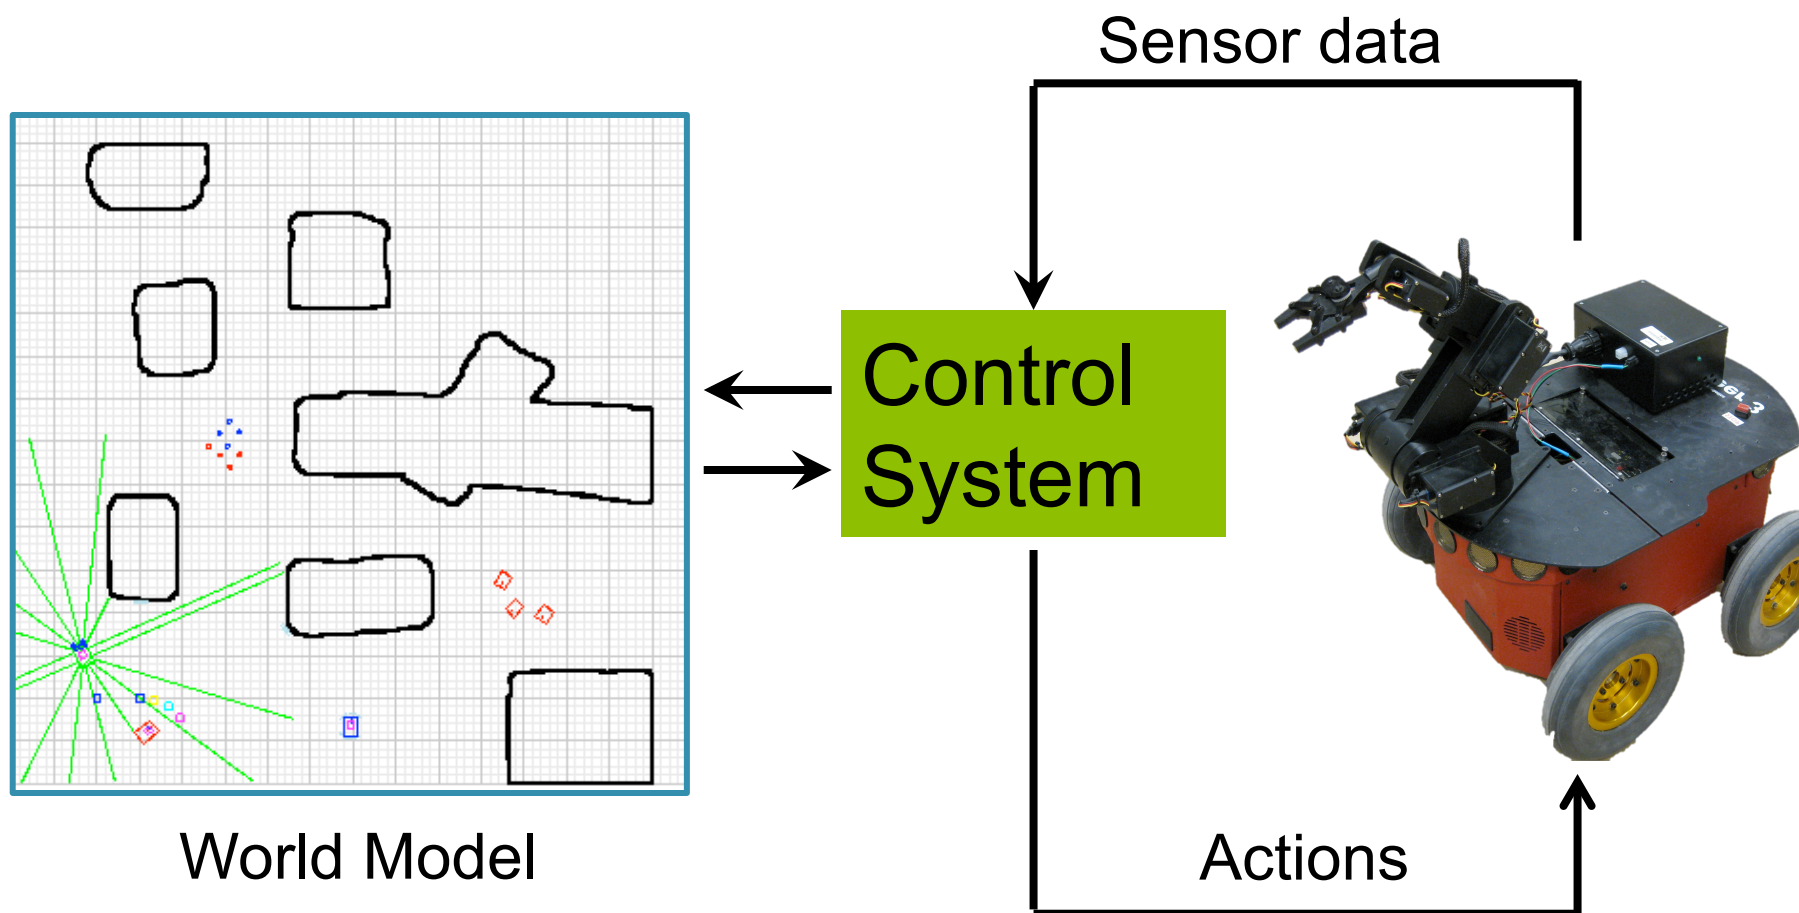 Sensor data
Control
System
World Model
Actions